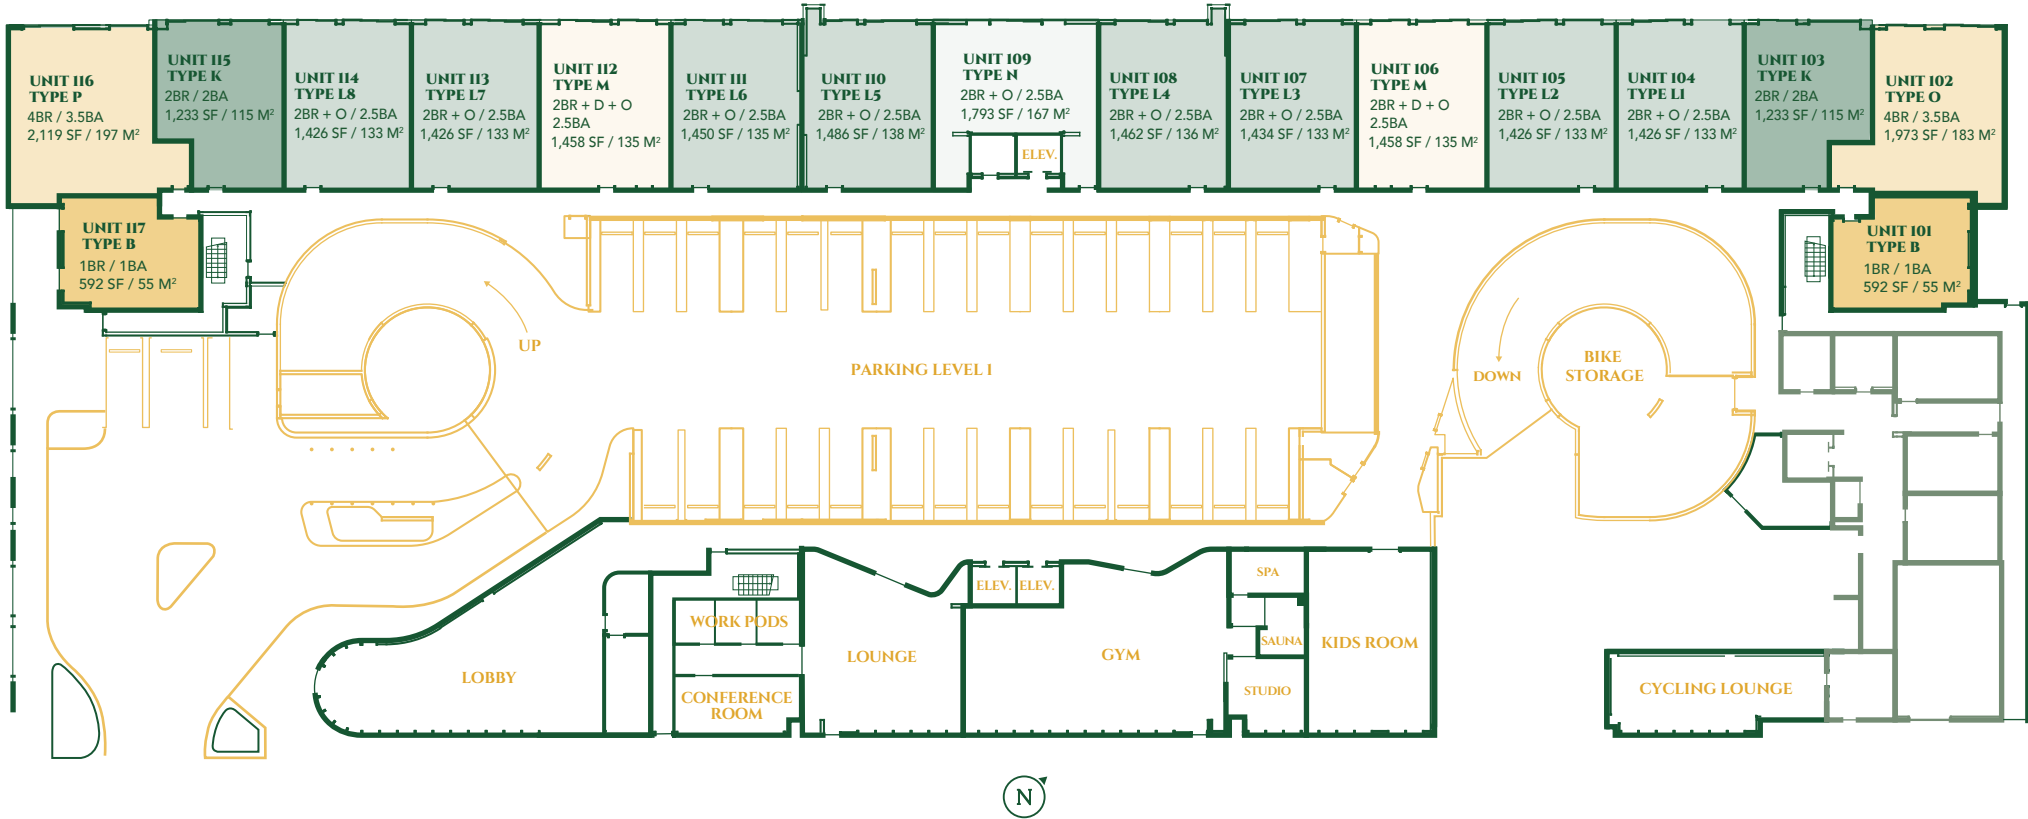 UNIT 116
TYPE P
4BR / 3.5BA
2,119 SF / 197 M²
UNIT 115
TYPE K
2BR / 2BA
1,233 SF / 115 M²
UNIT 114
TYPE L8
2BR + O / 2.5BA
1,426 SF / 133 M²
UNIT 113
TYPE L7
2BR + O / 2.5BA
1,426 SF / 133 M²
UNIT 112
TYPE M
2BR + D + O
2.5BA
1,458 SF / 135 M²
UNIT 111
TYPE L6
2BR + O / 2.5BA
1,450 SF / 135 M²
UNIT 110
TYPE L5
2BR + O / 2.5BA
1,486 SF / 138 M²
UNIT 109
TYPE N
2BR + O / 2.5BA
1,793 SF / 167 M²
ELEV.
UNIT 108
TYPE L4
2BR + O / 2.5BA
1,462 SF / 136 M²
UNIT 107
TYPE L3
2BR + O / 2.5BA
1,434 SF / 133 M²
UNIT 106
TYPE M
2BR + D + O
2.5BA
1,458 SF / 135 M²
UNIT 105
TYPE L2
2BR + O / 2.5BA
1,426 SF / 133 M²
UNIT 104
TYPE L1
2BR + O / 2.5BA
1,426 SF / 133 M²
UNIT 103
TYPE K
2BR / 2BA
1,233 SF / 115 M²
UNIT 102
TYPE O
4BR / 3.5BA
1,973 SF / 183 M²
UNIT 117
TYPE B
1BR / 1BA
592 SF / 55 M²
UNIT 101
TYPE B
1BR / 1BA
592 SF / 55 M²
UP
PARKING LEVEL 1
DOWN
BIKE
STORAGE
LOBBY
WORK PODS
CONFERENCE
ROOM
LOUNGE
ELEV.
ELEV.
GYM
SPA
SAUNA
STUDIO
KIDS ROOM
CYCLING LOUNGE
N